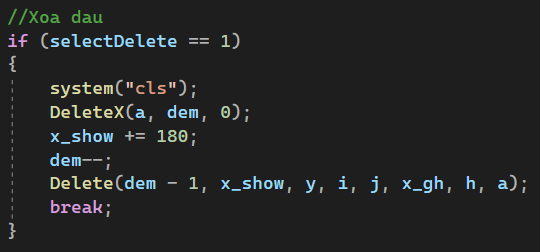 //Xoa dau
if (selectDelete == 1)
{
system("cls");
DeleteX(a, dem, 0);
x_show += 180;
dem--;
Delete(dem - 1, x_show, y, i, j, x_gh, h, a);
break;
}